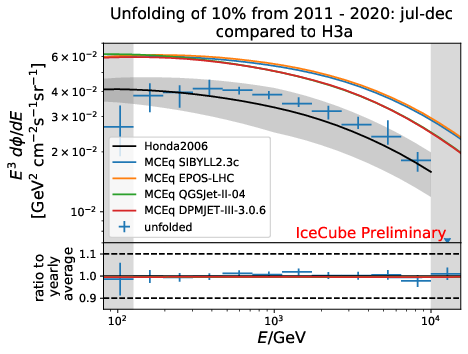 Unfolding of 10% from 2011 - 2020: jul-dec
compared to H3a
E³ dϕ/dE
[GeV² cm⁻²s⁻¹sr⁻¹]
6 × 10⁻²
4 × 10⁻²
3 × 10⁻²
2 × 10⁻²
10⁻²
Honda2006
MCEq SIBYLL2.3c
MCEq EPOS-LHC
MCEq QGSJet-II-04
MCEq DPMJET-III-3.0.6
unfolded
IceCube Preliminary
ratio to
yearly
average
1.1
1.0
0.9
10²
10³
10⁴
E/GeV